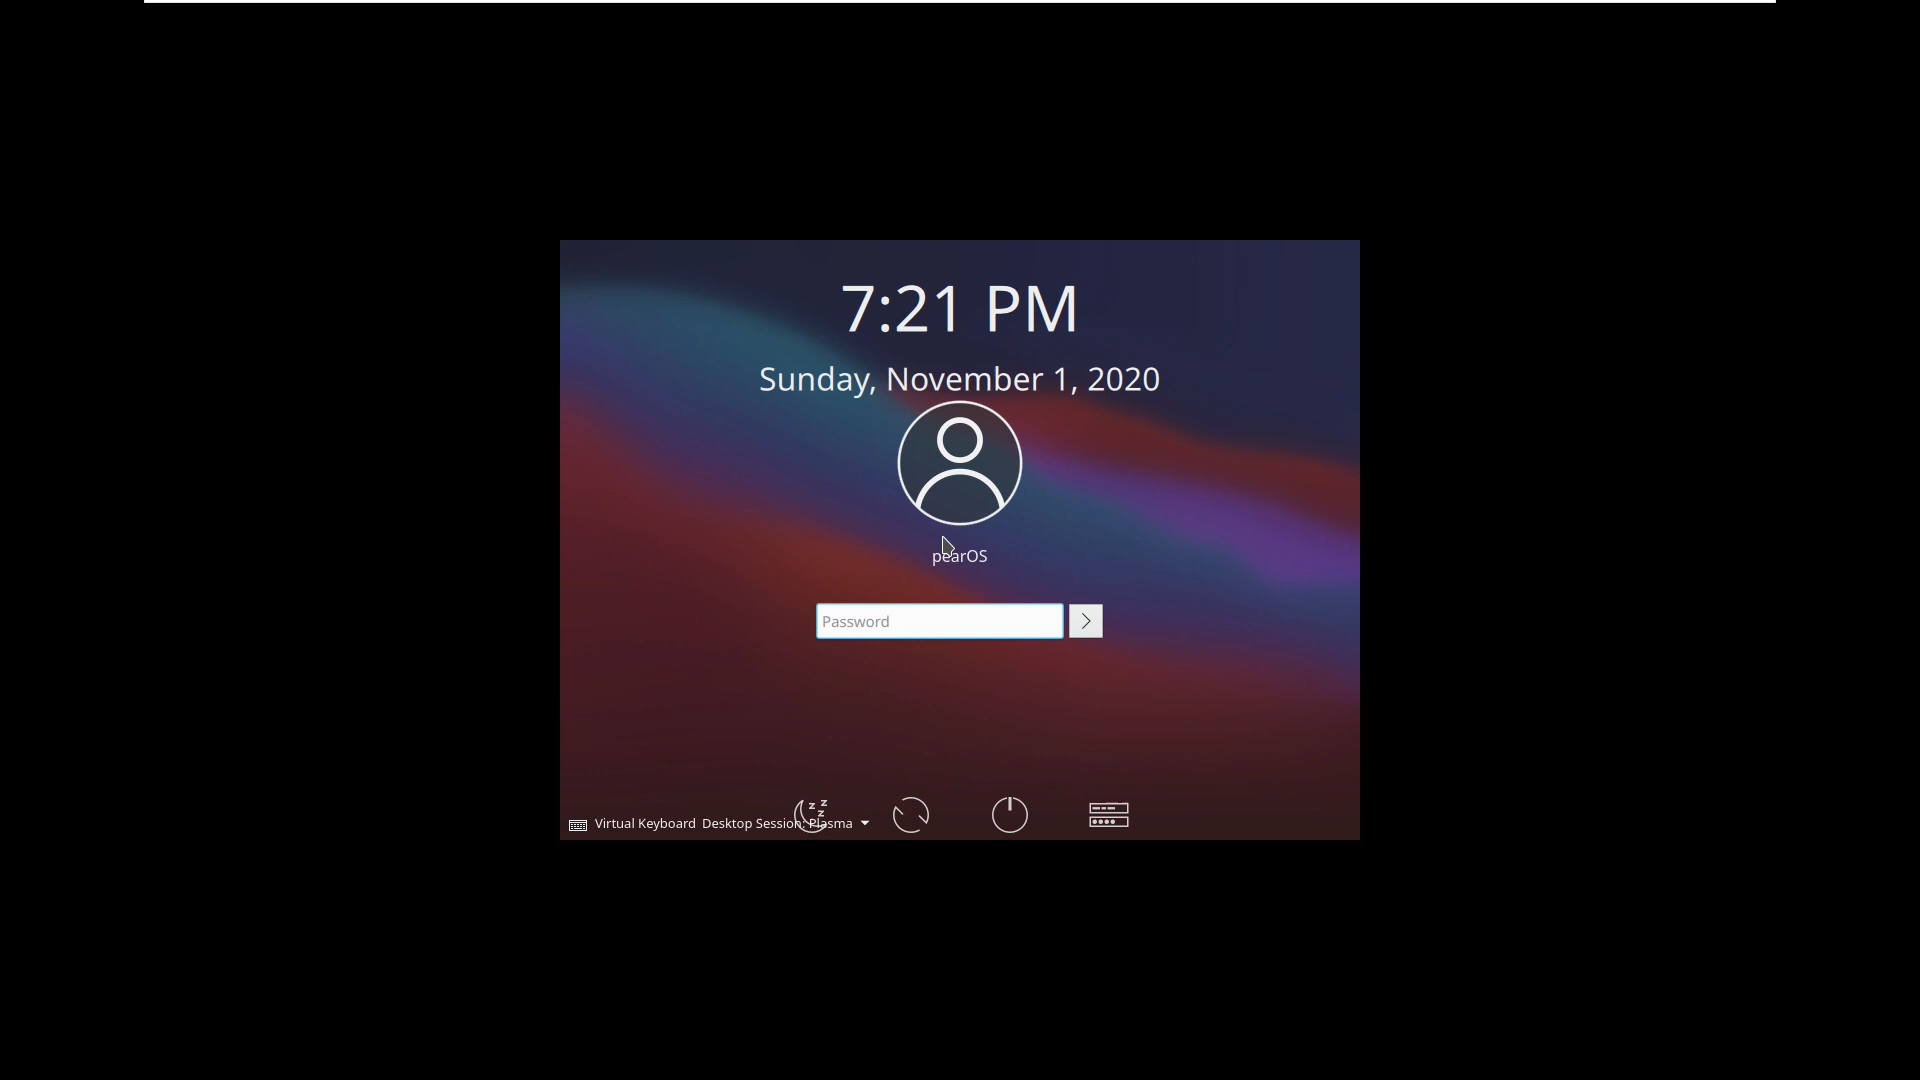 7:21 PM
Sunday, November 1, 2020
pearOS
Password
z z
z
Virtual Keyboard Desktop Session: Plasma